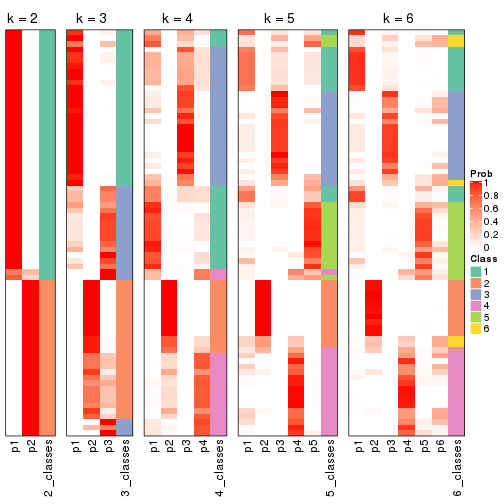 k = 2
k = 3
k = 4
k = 5
k = 6
p1
p2
2_classes
p1
p2
p3
3_classes
p1
p2
p3
p4
4_classes
p1
p2
p3
p4
p5
5_classes
p1
p2
p3
p4
p5
p6
6_classes
Prob
1
0.8
0.6
0.4
0.2
0
Class
1
2
3
4
5
6